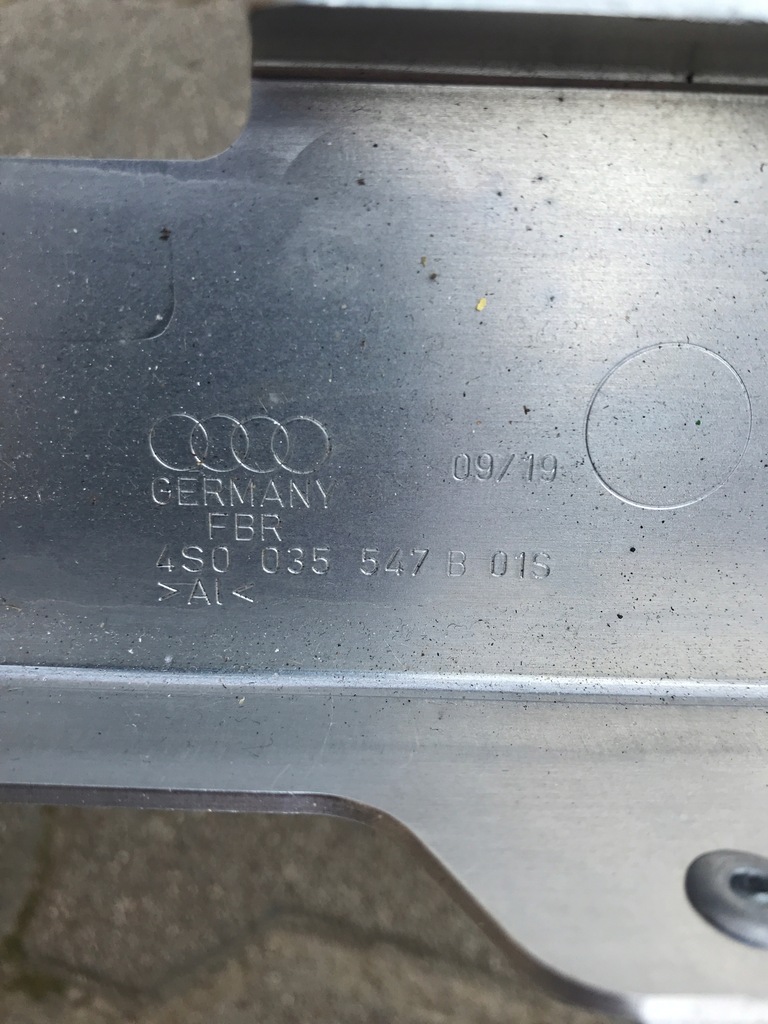 GERMANY
FBR
4S0 035 547 B 01S
>Al<
09/19